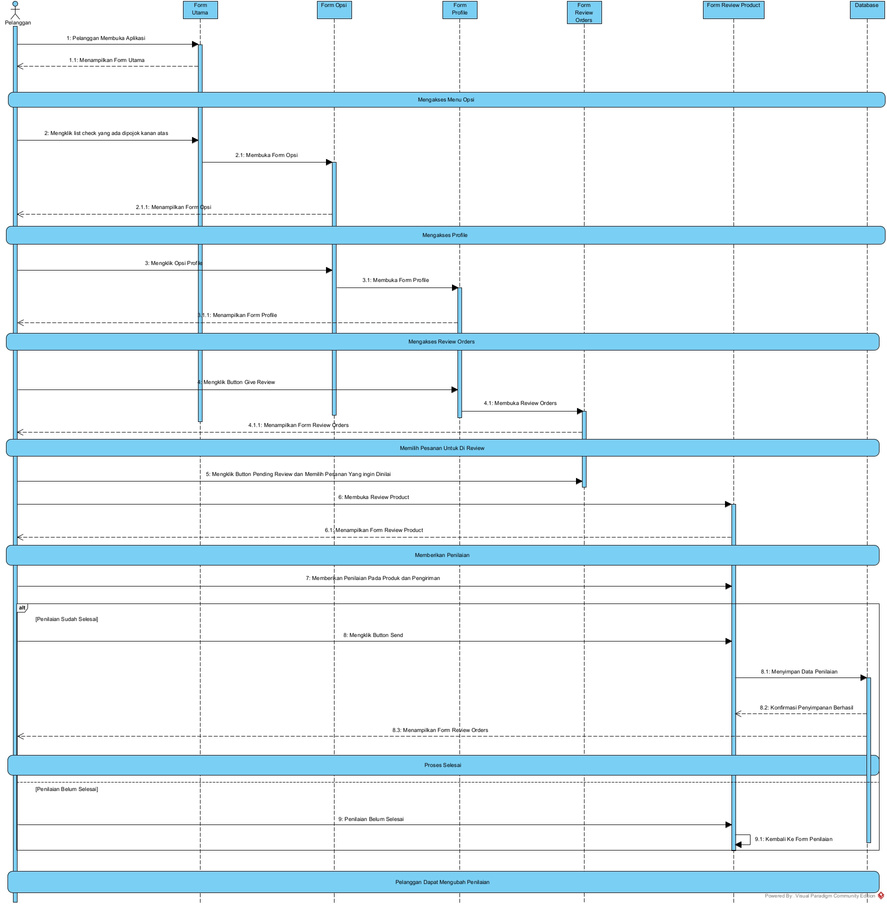 Pelanggan
Form
Utama
Form Opsi
Form
Profile
Form
Review
Orders
Form Review Product
Database
1: Pelanggan Membuka Aplikasi
1.1: Menampilkan Form Utama
Mengakses Menu Opsi
2: Mengklik list check yang ada dipojok kanan atas
2.1: Membuka Form Opsi
2.1.1: Menampilkan Form Opsi
Mengakses Profile
3: Mengklik Opsi Profile
3.1: Membuka Form Profile
3.1.1: Menampilkan Form Profile
Mengakses Review Orders
4: Mengklik Button Give Review
4.1: Membuka Review Orders
4.1.1: Menampilkan Form Review Orders
Memilih Pesanan Untuk Di Review
5: Mengklik Button Pending Review dan Memilih Pesanan Yang ingin Dinilai
6: Membuka Review Product
6.1: Menampilkan Form Review Product
Memberikan Penilaian
7: Memberikan Penilaian Pada Produk dan Pengiriman
alt
[Penilaian Sudah Selesai]
8: Mengklik Button Send
8.1: Menyimpan Data Penilaian
8.2: Konfirmasi Penyimpanan Berhasil
8.3: Menampilkan Form Review Orders
Proses Selesai
[Penilaian Belum Selesai]
9: Penilaian Belum Selesai
9.1: Kembali Ke Form Penilaian
Pelanggan Dapat Mengubah Penilaian
Powered By: Visual Paradigm Community Edition